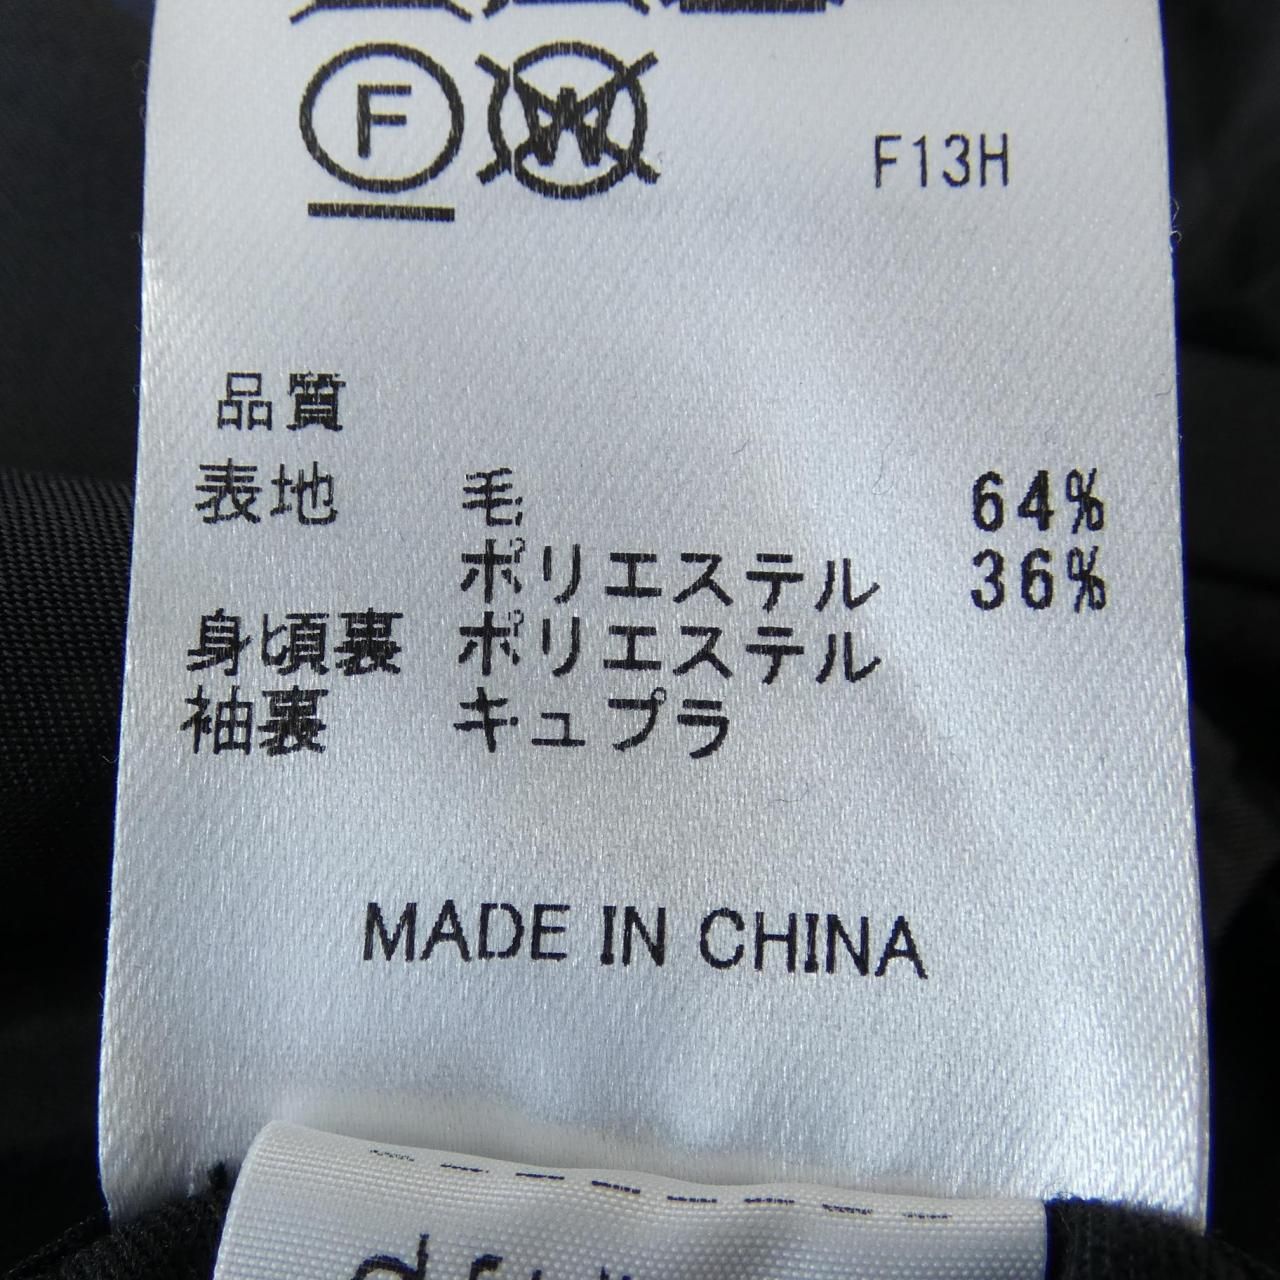 F W F13H
品質
表地 毛 64%
ポリエステル 36%
身頃裏 ポリエステル
袖裏 キュプラ
MADE IN CHINA